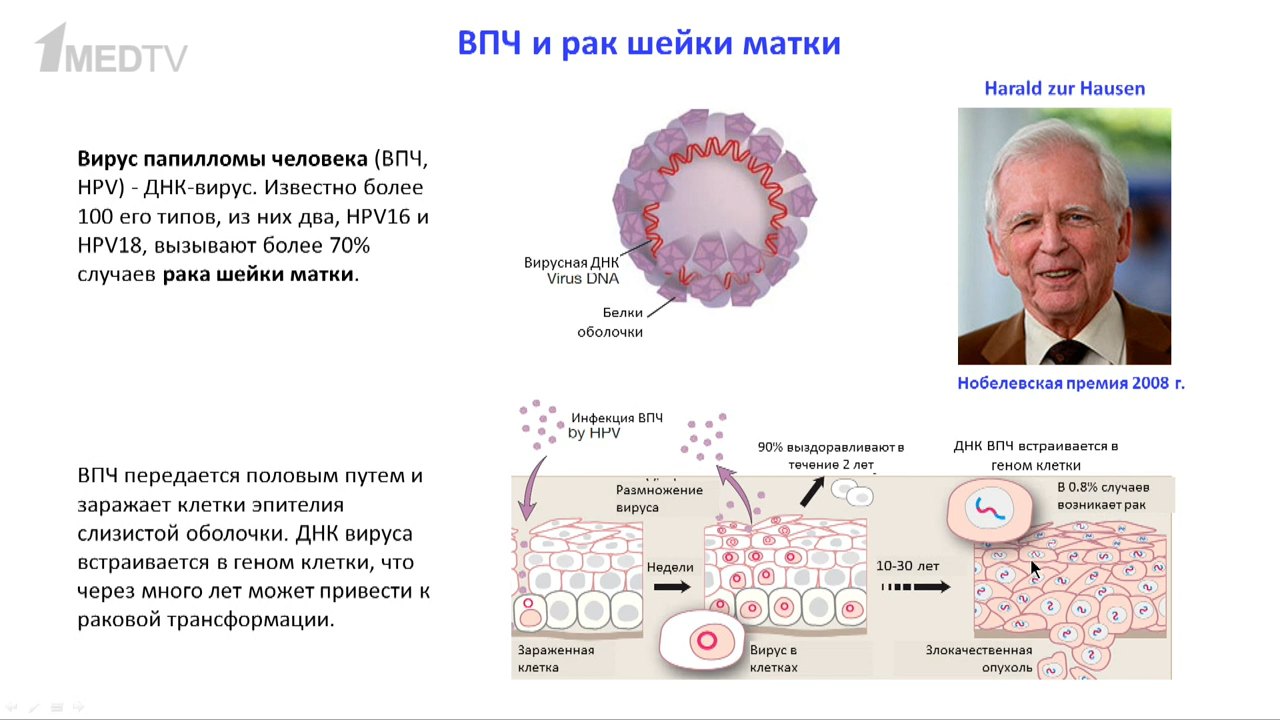 1MEDTV
ВПЧ и рак шейки матки
Harald zur Hausen
Вирус папилломы человека (ВПЧ,
HPV) - ДНК-вирус. Известно более
100 его типов, из них два, HPV16 и
HPV18, вызывают более 70%
случаев рака шейки матки.
Вирусная ДНК
Virus DNA
Белки
оболочки
Нобелевская премия 2008 г.
ВПЧ передается половым путем и
заражает клетки эпителия
слизистой оболочки. ДНК вируса
встраивается в геном клетки, что
через много лет может привести к
раковой трансформации.
Инфекция ВПЧ
by HPV
90% выздоравливают в
течение 2 лет
ДНК ВПЧ встраивается в
геном клетки
Размножение
вируса
В 0.8% случаев
возникает рак
Недели
10-30 лет
Зараженная
клетка
Вирус в
клетках
Злокачественная
опухоль